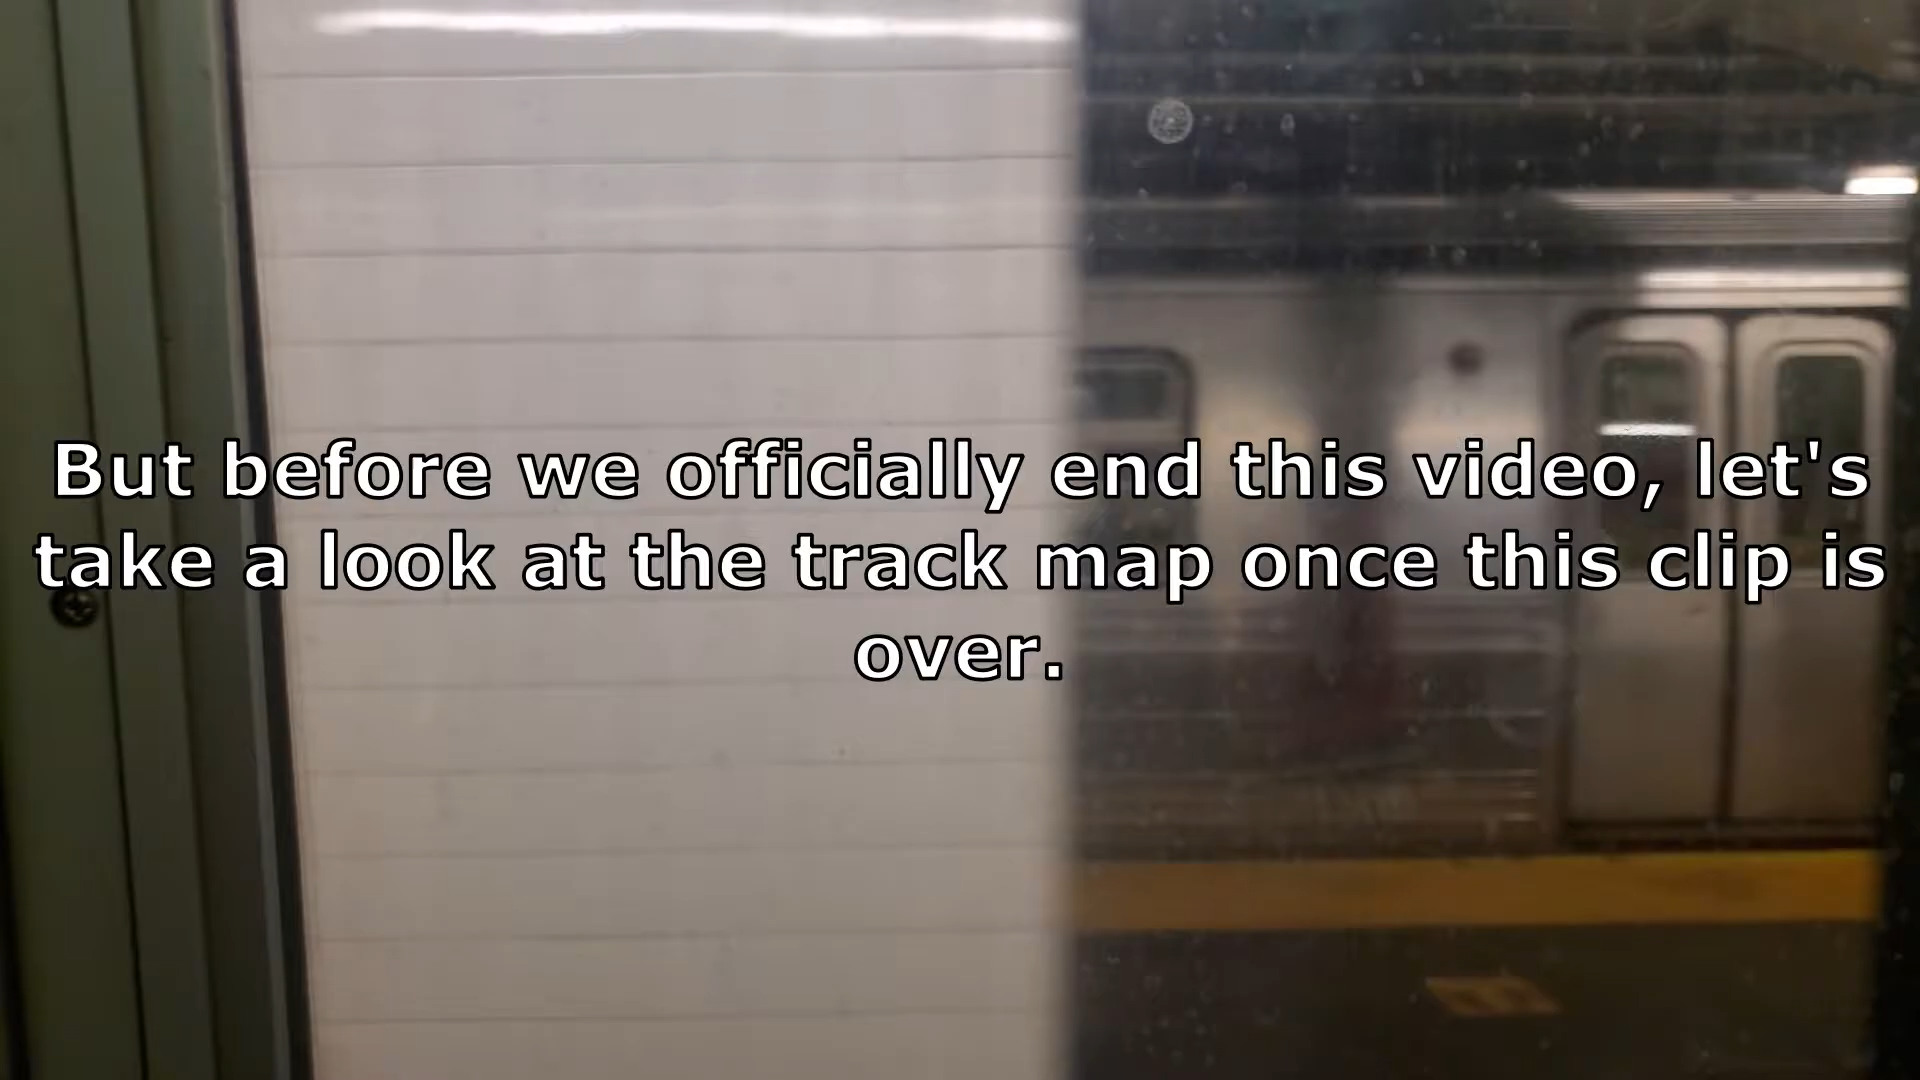 But before we officially end this video, let's
take a look at the track map once this clip is
over.